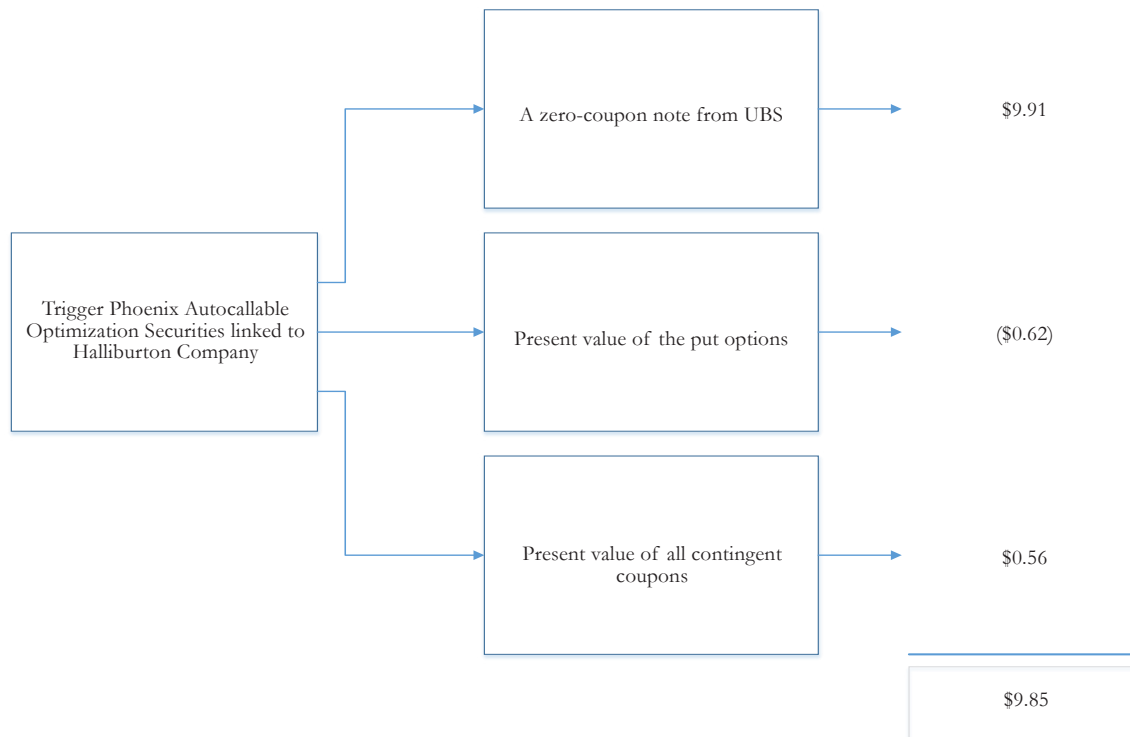 A zero-coupon note from UBS
$9.91
Trigger Phoenix Autocallable
Optimization Securities linked to
Halliburton Company
Present value of the put options
($0.62)
Present value of all contingent
coupons
$0.56
$9.85